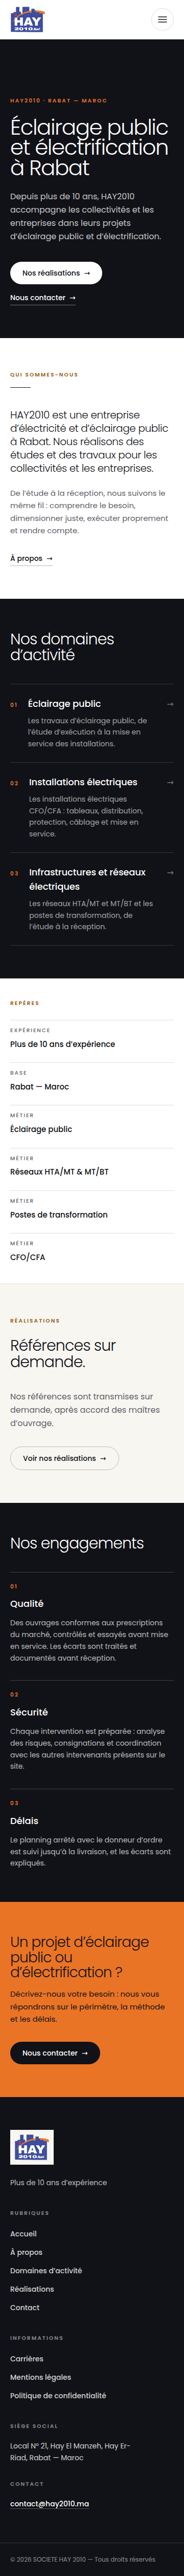 HAY
2010.sarl
HAY2010 - RABAT — MAROC
Éclairage public
et électrification
à Rabat
Depuis plus de 10 ans, HAY2010
accompagne les collectivités et les
entreprises dans leurs projets
d’éclairage public et d’électrification.
Nos réalisations →
Nous contacter →
QUI SOMMES-NOUS
HAY2010 est une entreprise
d’électricité et d’éclairage public
à Rabat. Nous réalisons des
études et des travaux pour les
collectivités et les entreprises.
De l’étude à la réception, nous suivons le
même fil : comprendre le besoin,
dimensionner juste, exécuter proprement
et rendre compte.
À propos →
Nos domaines
d’activité
01 Éclairage public →
Les travaux d’éclairage public, de
l’étude d’exécution à la mise en
service des installations.
02 Installations électriques →
Les installations électriques
CFO/CFA : tableaux, distribution,
protection, câblage et mise en
service.
03 Infrastructures et réseaux →
électriques
Les réseaux HTA/MT et MT/BT et les
postes de transformation, de
l’étude à la réception.
REPÈRES
EXPÉRIENCE
Plus de 10 ans d’expérience
BASE
Rabat — Maroc
MÉTIER
Éclairage public
MÉTIER
Réseaux HTA/MT & MT/BT
MÉTIER
Postes de transformation
MÉTIER
CFO/CFA
RÉALISATIONS
Références sur
demande.
Nos références sont transmises sur
demande, après accord des maîtres
d’ouvrage.
Voir nos réalisations →
Nos engagements
01
Qualité
Des ouvrages conformes aux prescriptions
du marché, contrôlés et essayés avant mise
en service. Les écarts sont traités et
documentés avant réception.
02
Sécurité
Chaque intervention est préparée : analyse
des risques, consignations et coordination
avec les autres intervenants présents sur le
site.
03
Délais
Le planning arrêté avec le donneur d’ordre
est suivi jusqu’à la livraison, et les écarts sont
expliqués.
Un projet d’éclairage
public ou
d’électrification ?
Décrivez-nous votre besoin : nous vous
répondrons sur le périmètre, la méthode
et les délais.
Nous contacter →
HAY
2010.sarl
Plus de 10 ans d’expérience
RUBRIQUES
Accueil
À propos
Domaines d’activité
Réalisations
Contact
INFORMATIONS
Carrières
Mentions légales
Politique de confidentialité
SIÈGE SOCIAL
Local N° 21, Hay El Manzeh, Hay Er-
Riad, Rabat — Maroc
CONTACT
contact@hay2010.ma
© 2026 SOCIETE HAY 2010 — Tous droits réservés